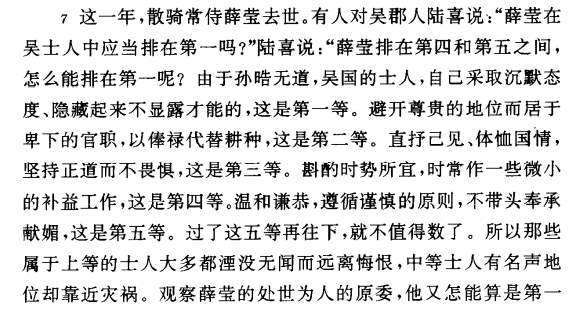 7 这一年,散骑常侍薛莹去世。有人对吴郡人陆喜说:“薛莹在
吴士人中应当排在第一吗?”陆喜说:“薛莹排在第四和第五之间,
怎么能排在第一呢? 由于孙晧无道,吴国的士人,自己采取沉默态
度、隐藏起来不显露才能的,这是第一等。避开尊贵的地位而居于
卑下的官职,以俸禄代替耕种,这是第二等。直抒己见、体恤国情,
坚持正道而不畏惧,这是第三等。斟酌时势所宜,时常作一些微小
的补益工作,这是第四等。温和谦恭,遵循谨慎的原则,不带头奉承
献媚,这是第五等。过了这五等再往下,就不值得数了。所以那些
属于上等的士人大多都湮没无闻而远离悔恨,中等士人有名声地
位却靠近灾祸。观察薛莹的处世为人的原委,他又怎能算是第一